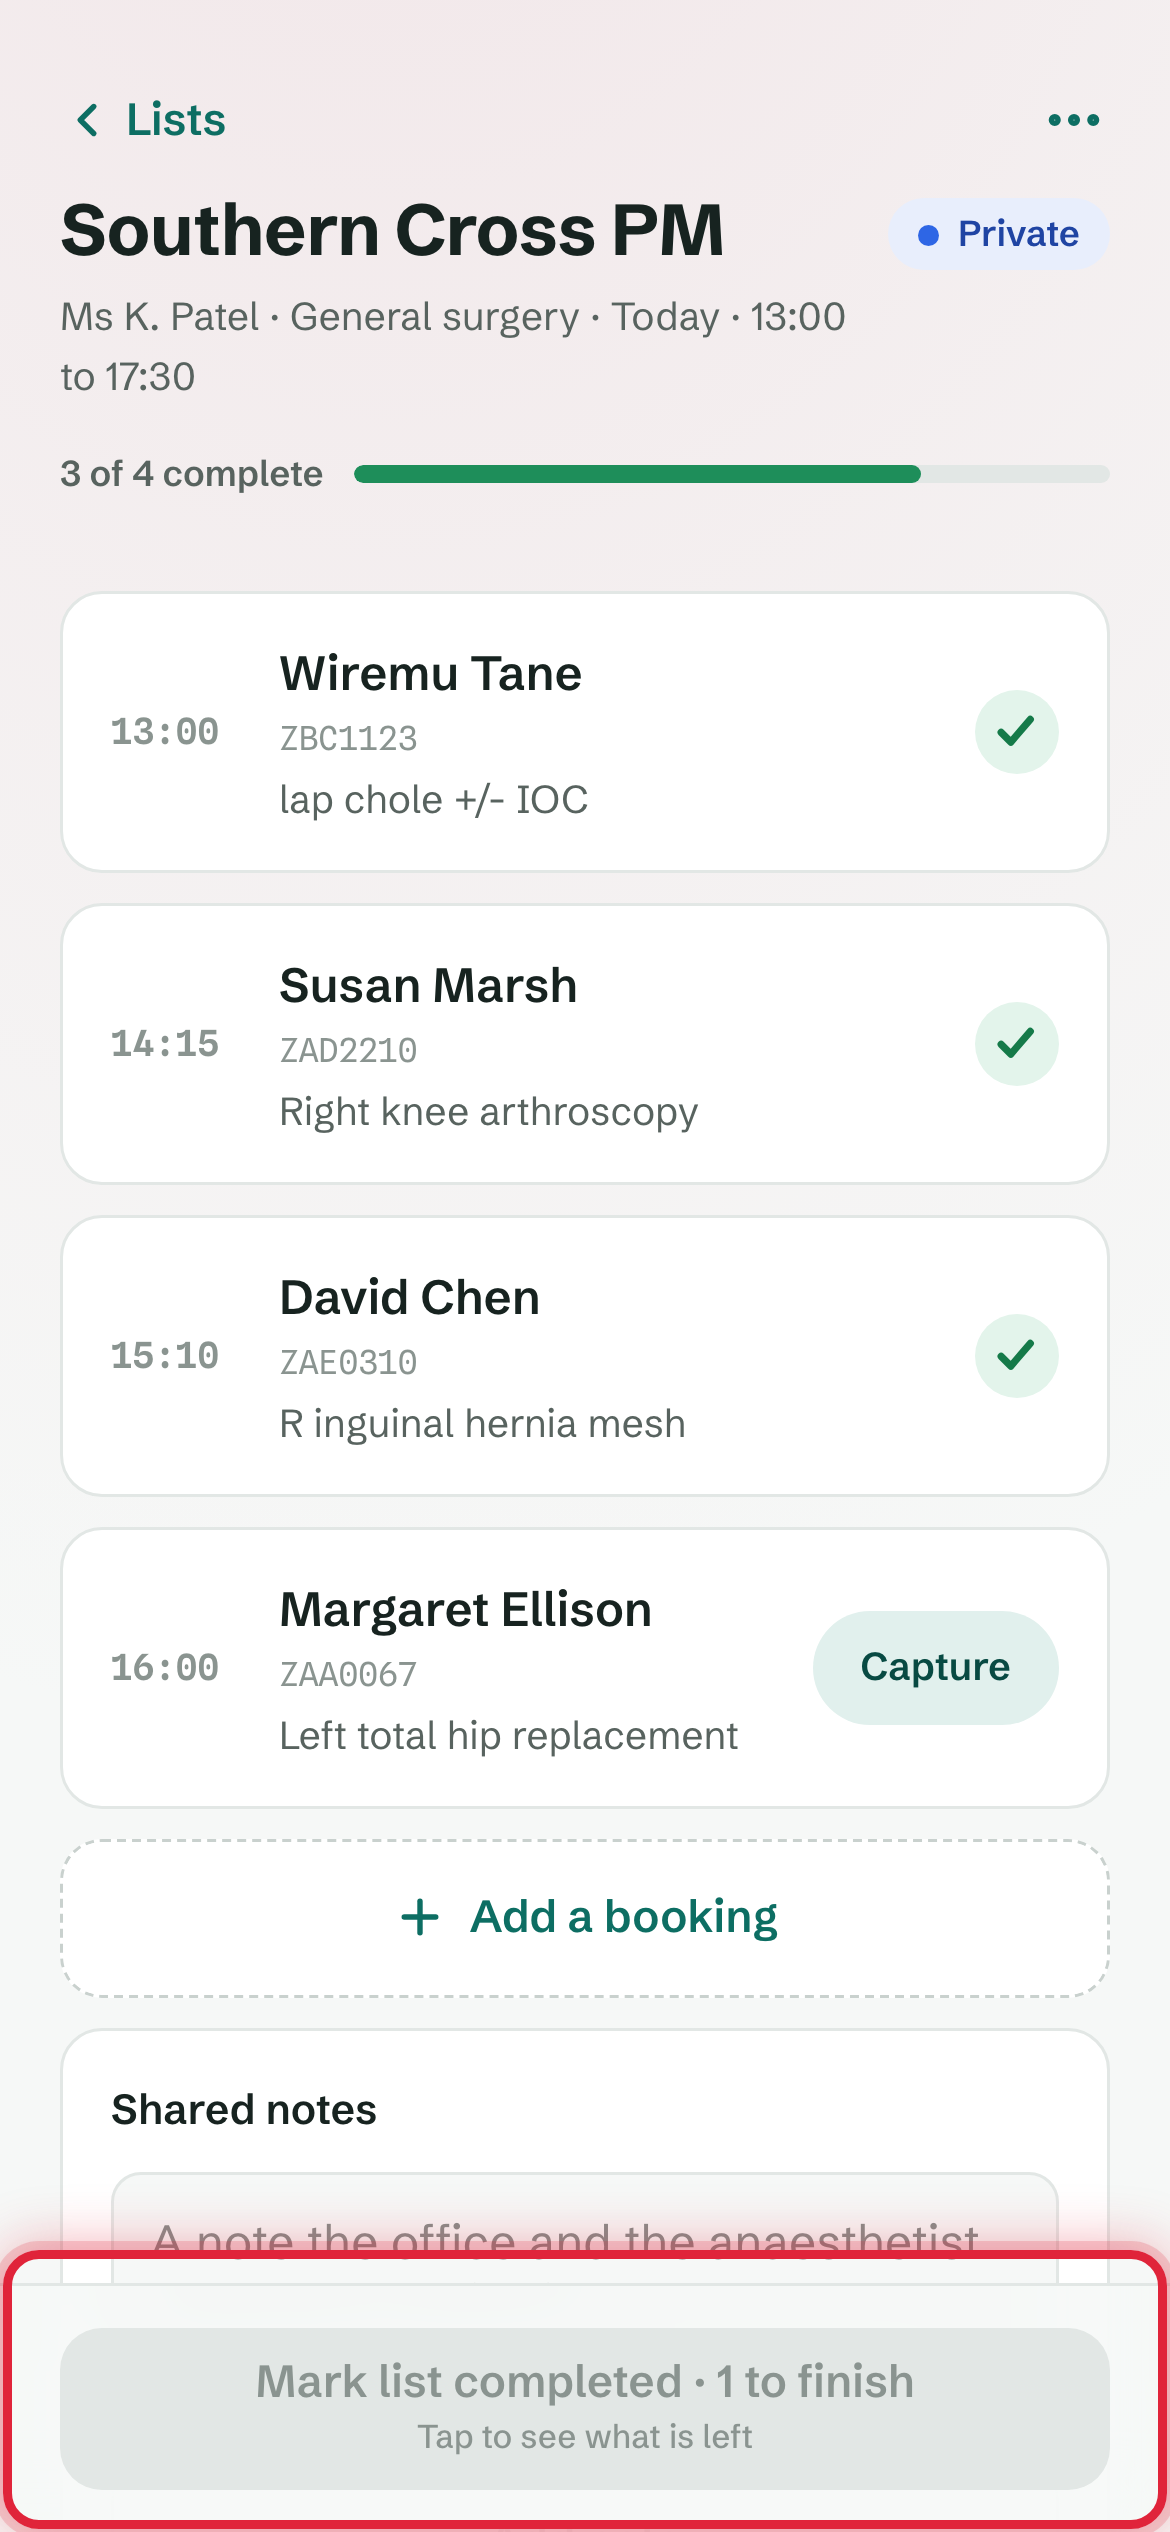 Lists
Southern Cross PM
Private
Ms K. Patel · General surgery · Today · 13:00
to 17:30
3 of 4 complete
Wiremu Tane
13:00
ZBC1123
lap chole +/- IOC
Susan Marsh
14:15
ZAD2210
Right knee arthroscopy
David Chen
15:10
ZAE0310
R inguinal hernia mesh
Margaret Ellison
16:00
ZAA0067
Capture
Left total hip replacement
+ Add a booking
Shared notes
A note the office and the anaesthetist
Mark list completed · 1 to finish
Tap to see what is left